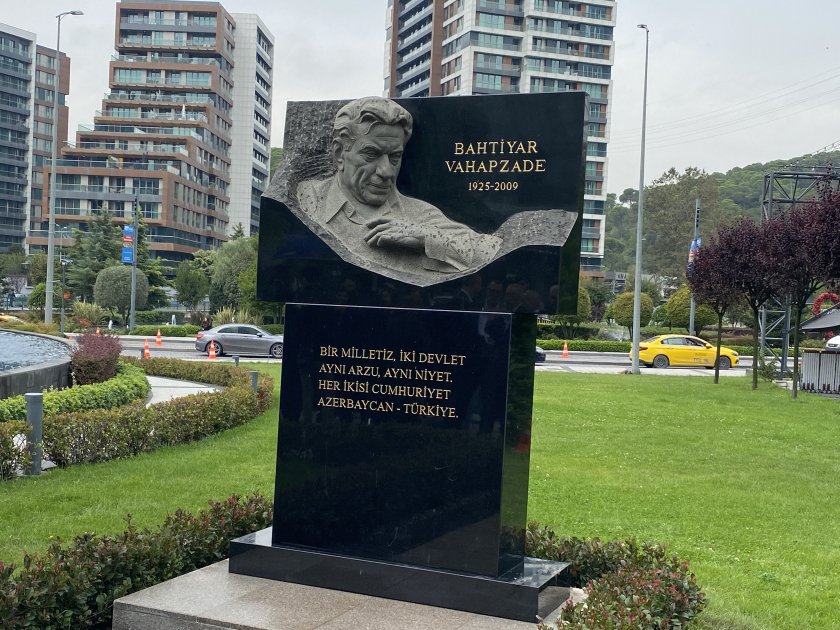 BAHTİYAR
VAHAPZADE
1925-2009
BİR MİLLETİZ, İKİ DEVLET
AYNI ARZU, AYNI NİYET.
HER İKİSİ CUMHURİYET
AZERBAYCAN - TÜRKİYE.